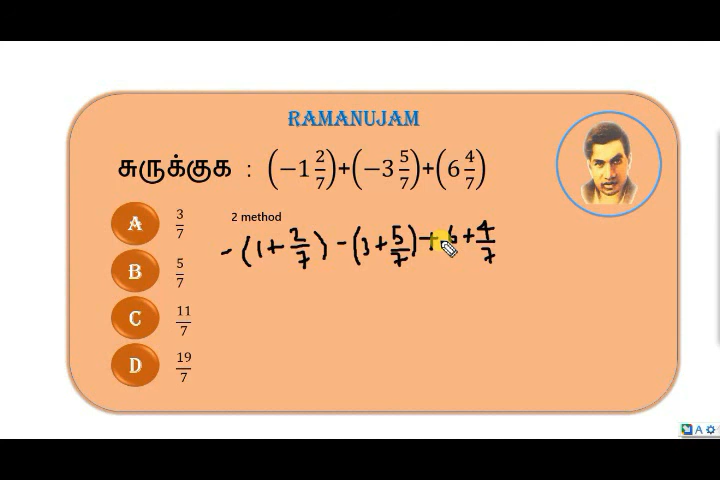 RAMANUJAM
சுருக்குக : (−1 2/7)+(−3 5/7)+(6 4/7)
A 3/7
2 method
-(1+2/7) -(3+5/7)+6+4/7
B 5/7
C 11/7
D 19/7
A